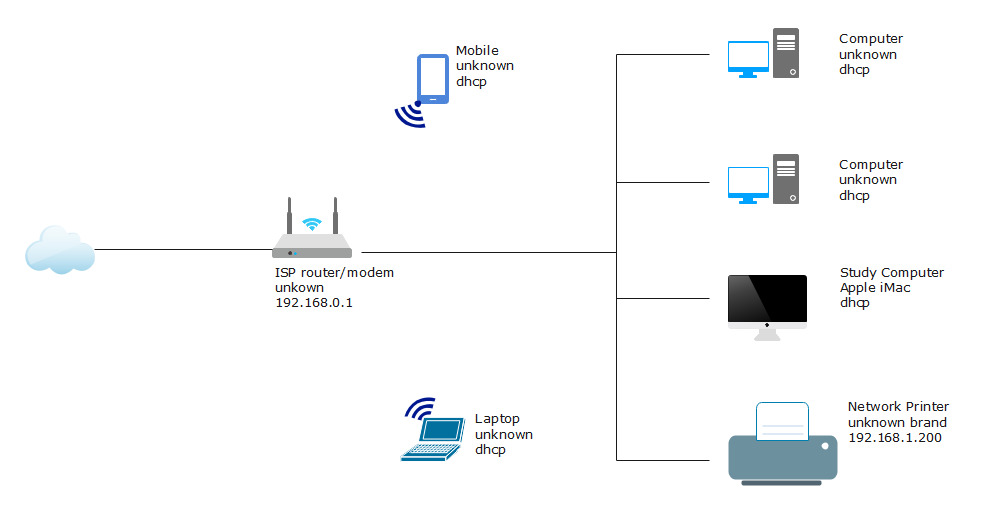 Mobile
unknown
dhcp
Computer
unknown
dhcp
Computer
unknown
dhcp
ISP router/modem
unkown
192.168.0.1
Study Computer
Apple iMac
dhcp
Laptop
unknown
dhcp
Network Printer
unknown brand
192.168.1.200